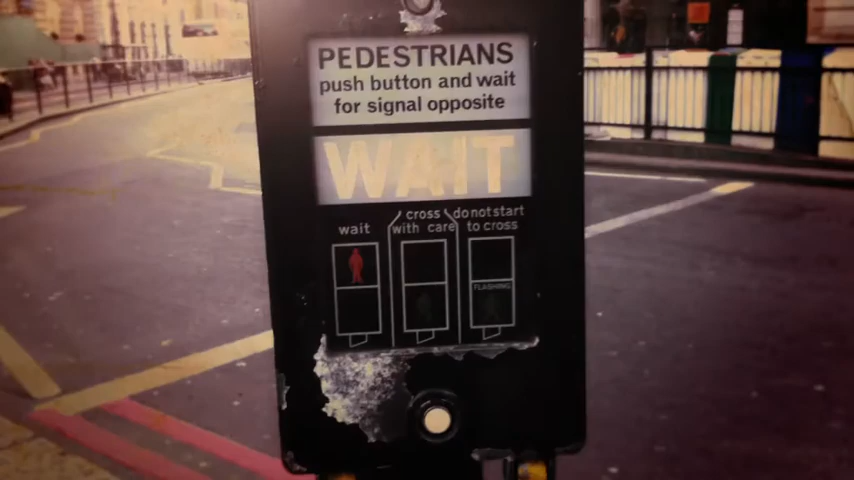 PEDESTRIANS
push button and wait
for signal opposite
WAIT
wait
cross
with care
do not start
to cross
FLASHING